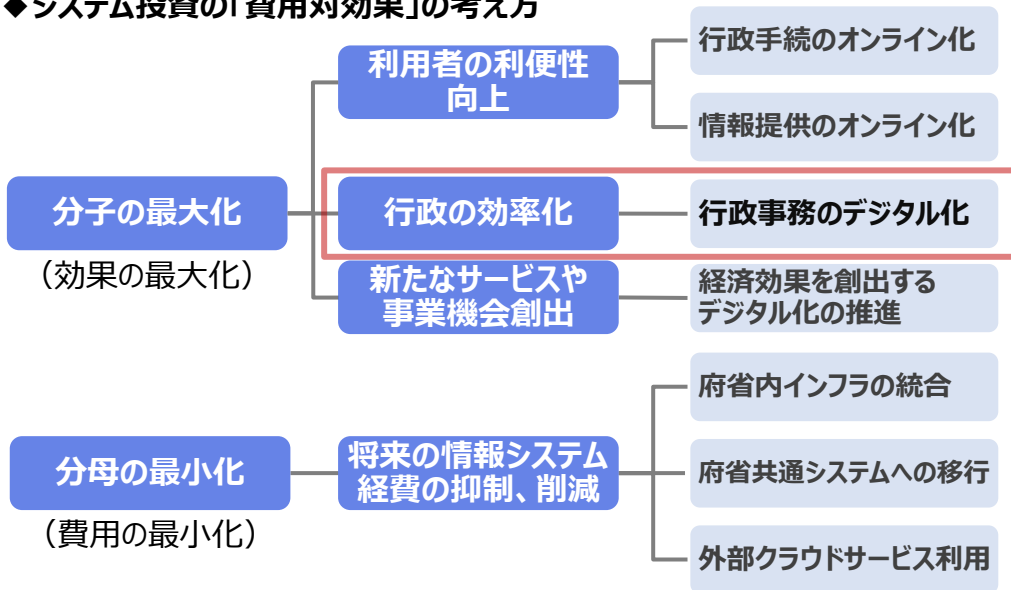 ◆システム投資の「費用対効果」の考え方
利用者の利便性
向上
行政手続のオンライン化
情報提供のオンライン化
分子の最大化
（効果の最大化）
行政の効率化
行政事務のデジタル化
新たなサービスや
事業機会創出
経済効果を創出する
デジタル化の推進
分母の最小化
（費用の最小化）
将来の情報システム
経費の抑制、削減
府省内インフラの統合
府省共通システムへの移行
外部クラウドサービス利用